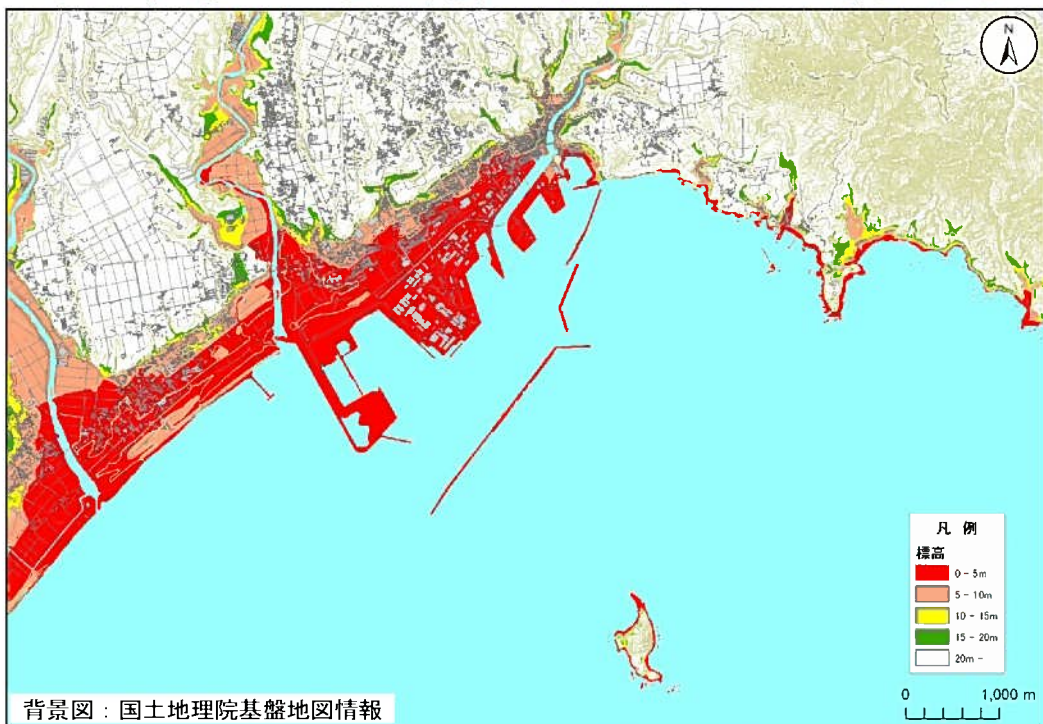 N
凡 例
標高
0 - 5m
5 - 10m
10 - 15m
15 - 20m
20m -
0 1,000 m
背景図：国土地理院基盤地図情報